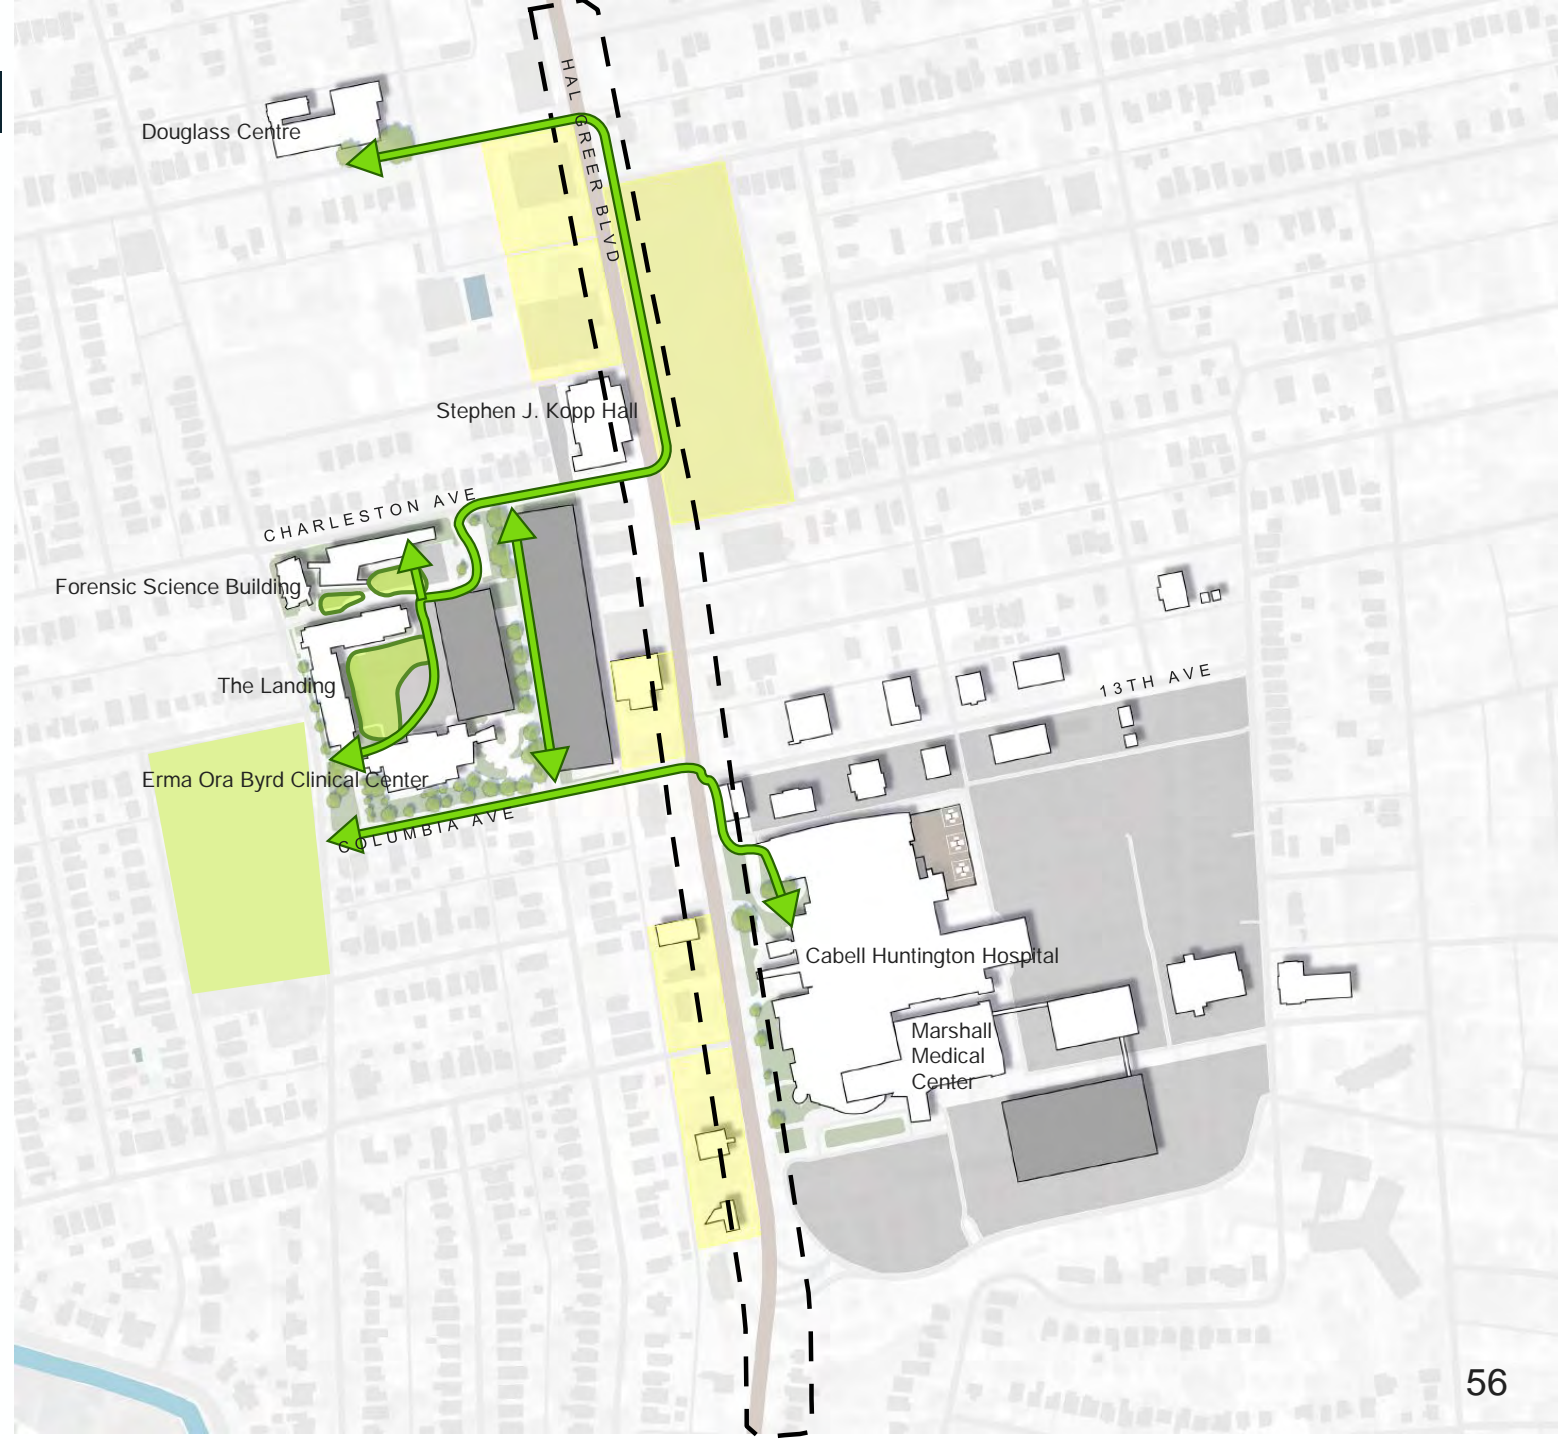 HAL GREER BLVD
Douglass Centre
Stephen J. Kopp Hall
CHARLESTON AVE
Forensic Science Building
The Landing
13TH AVE
Erma Ora Byrd Clinical Center
COLUMBIA AVE
Cabell Huntington Hospital
Marshall
Medical
Center
56